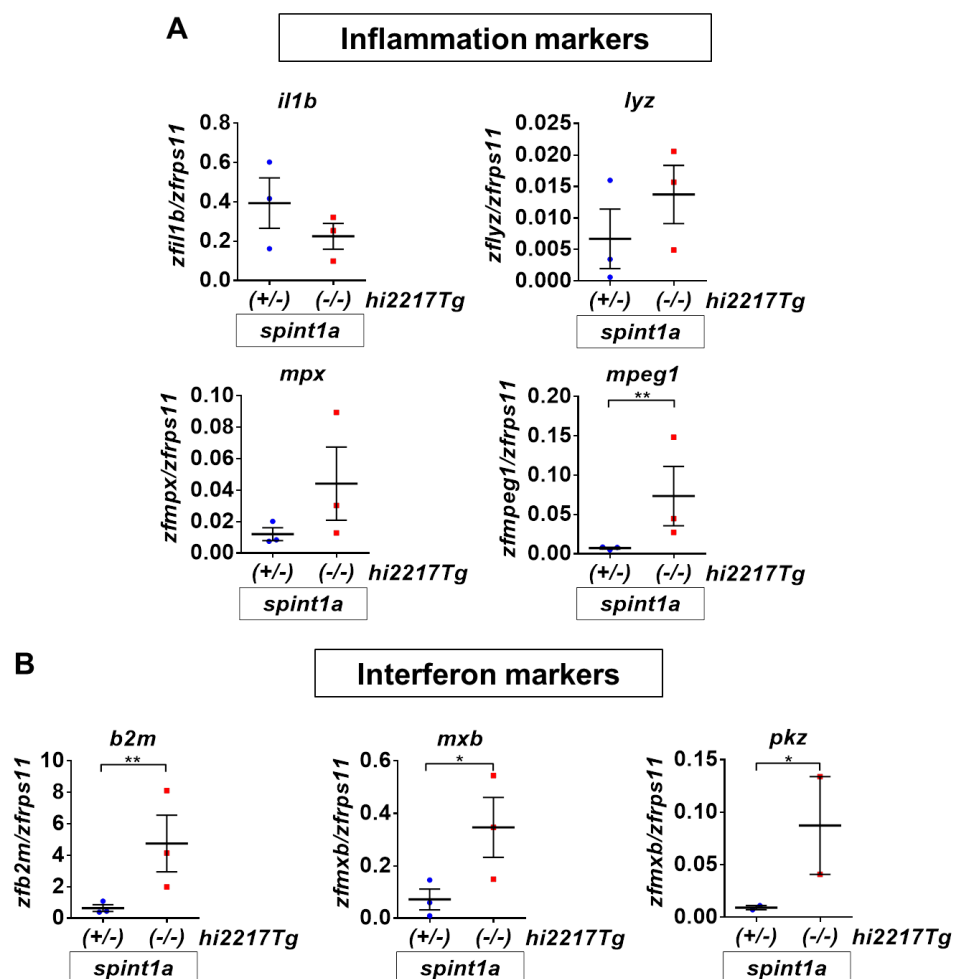 A
Inflammation markers
il1b
zfil1b/zfrps11
0.8
0.6
0.4
0.2
0.0
(+/-) (-/-) hi2217Tg
spint1a
lyz
zflyz/zfrps11
0.025
0.020
0.015
0.010
0.005
0.000
(+/-) (-/-) hi2217Tg
spint1a
mpx
zfmpx/zfrps11
0.10
0.08
0.06
0.04
0.02
0.00
(+/-) (-/-) hi2217Tg
spint1a
mpeg1
zfmpeg1/zfrps11
0.20
**
0.15
0.10
0.05
0.00
(+/-) (-/-) hi2217Tg
spint1a
B
Interferon markers
b2m
zfb2m/zfrps11
10
**
8
6
4
2
0
(+/-) (-/-) hi2217Tg
spint1a
mxb
zfmxb/zfrps11
0.6
*
0.4
0.2
0.0
(+/-) (-/-) hi2217Tg
spint1a
pkz
zfmxb/zfrps11
0.15
*
0.10
0.05
0.00
(+/-) (-/-) hi2217Tg
spint1a